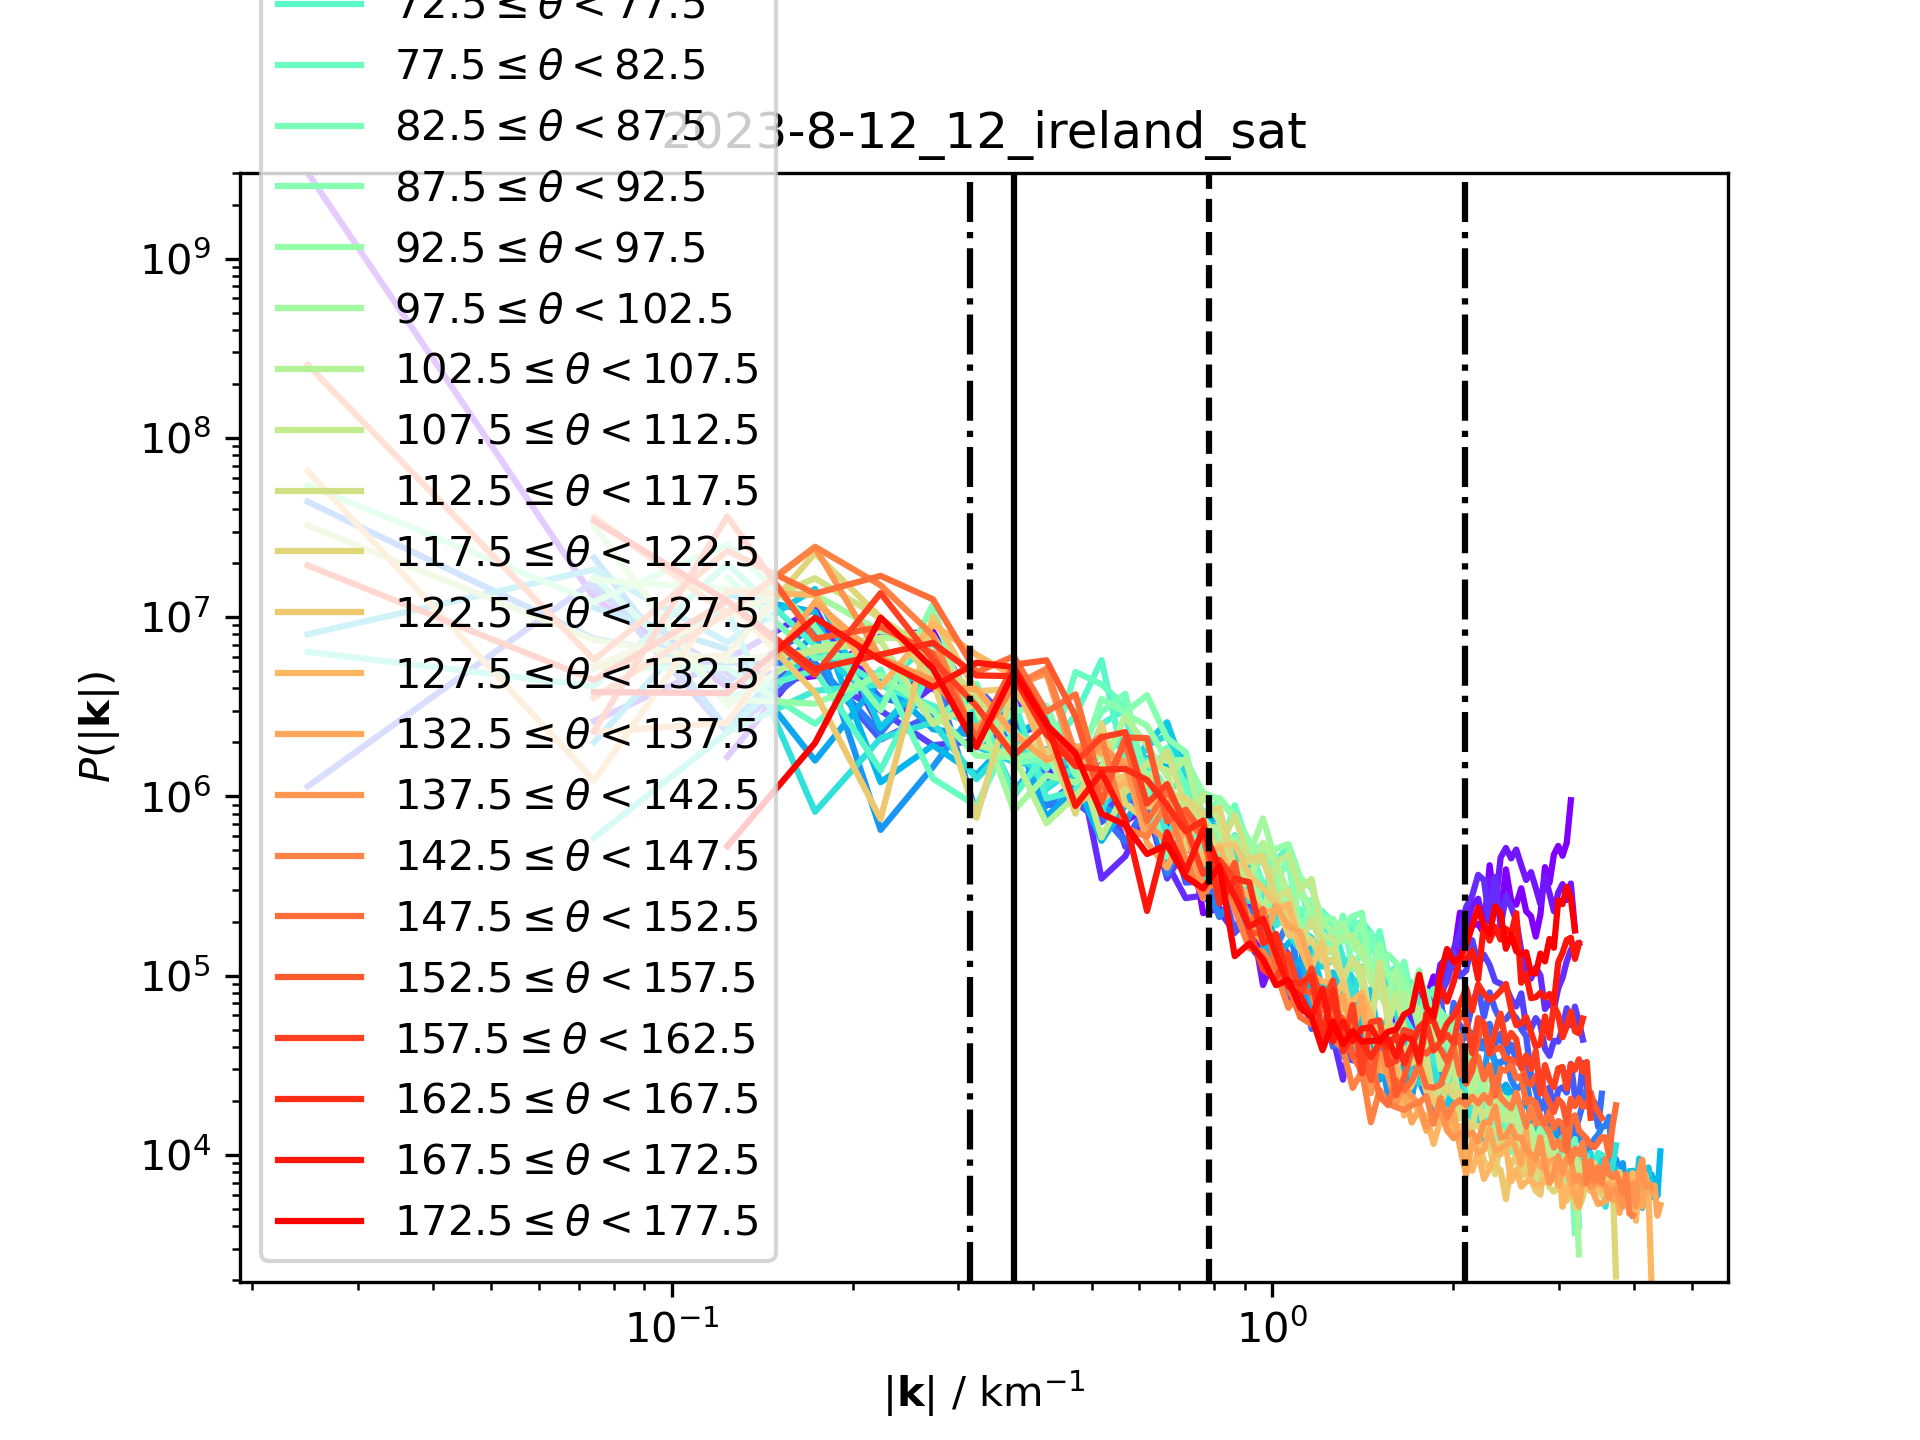 72.5 ≤ θ < 77.5
77.5 ≤ θ < 82.5
82.5 ≤ θ < 87.5
2023-8-12_12_ireland_sat
87.5 ≤ θ < 92.5
92.5 ≤ θ < 97.5
97.5 ≤ θ < 102.5
102.5 ≤ θ < 107.5
107.5 ≤ θ < 112.5
112.5 ≤ θ < 117.5
117.5 ≤ θ < 122.5
122.5 ≤ θ < 127.5
127.5 ≤ θ < 132.5
132.5 ≤ θ < 137.5
137.5 ≤ θ < 142.5
142.5 ≤ θ < 147.5
147.5 ≤ θ < 152.5
152.5 ≤ θ < 157.5
157.5 ≤ θ < 162.5
162.5 ≤ θ < 167.5
167.5 ≤ θ < 172.5
172.5 ≤ θ < 177.5
10⁹
10⁸
10⁷
10⁶
10⁵
10⁴
P(|k|)
10⁻¹
10⁰
|k| / km⁻¹